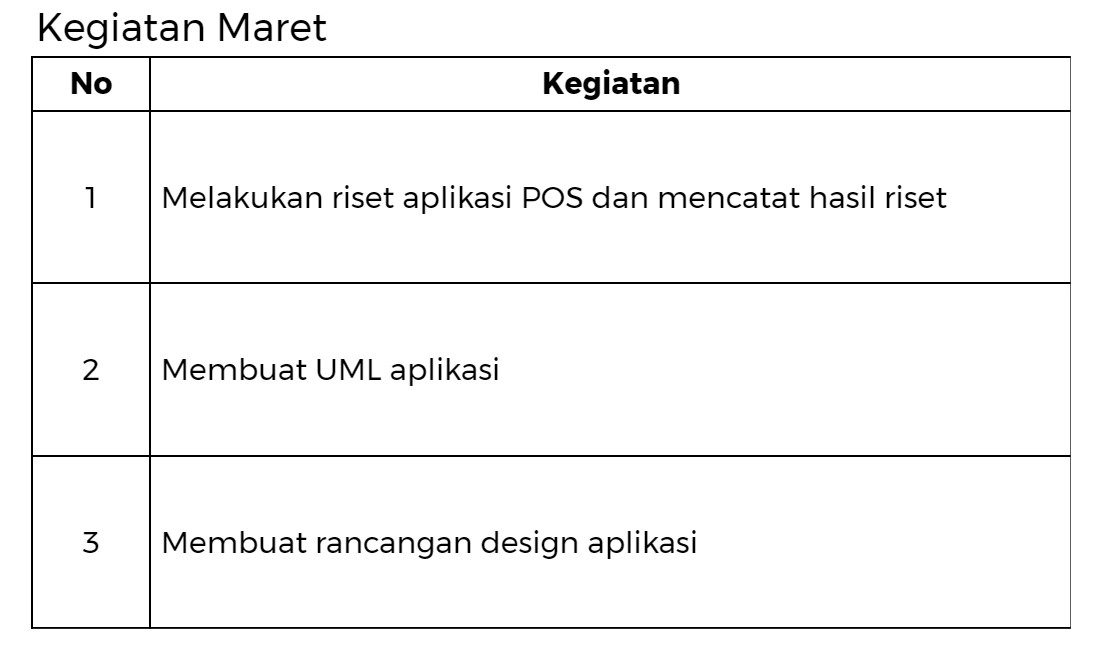 Kegiatan Maret
No Kegiatan
1 Melakukan riset aplikasi POS dan mencatat hasil riset
2 Membuat UML aplikasi
3 Membuat rancangan design aplikasi